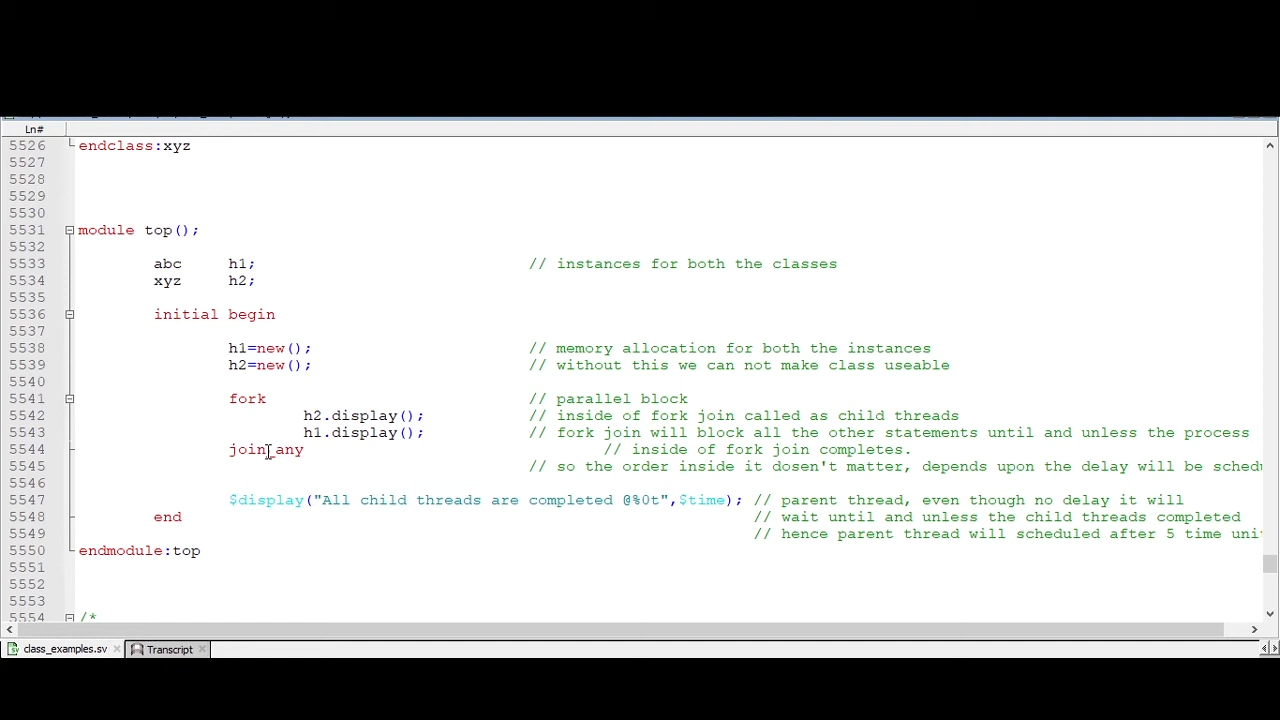 Ln#
5526 endclass:xyz
5527
5528
5529
5530
5531 module top();
5532
5533 abc h1; // instances for both the classes
5534 xyz h2;
5535
5536 initial begin
5537
5538 h1=new(); // memory allocation for both the instances
5539 h2=new(); // without this we can not make class useable
5540
5541 fork // parallel block
5542 h2.display(); // inside of fork join called as child threads
5543 h1.display(); // fork join will block all the other statements until and unless the process
5544 join_any // inside of fork join completes.
5545 // so the order inside it dosen't matter, depends upon the delay will be schedu
5546
5547 $display("All child threads are completed @%0t",$time); // parent thread, even though no delay it will
5548 end // wait until and unless the child threads completed
5549 // hence parent thread will scheduled after 5 time uni
5550 endmodule:top
5551
5552
5553
5554 /*
class_examples.sv
Transcript